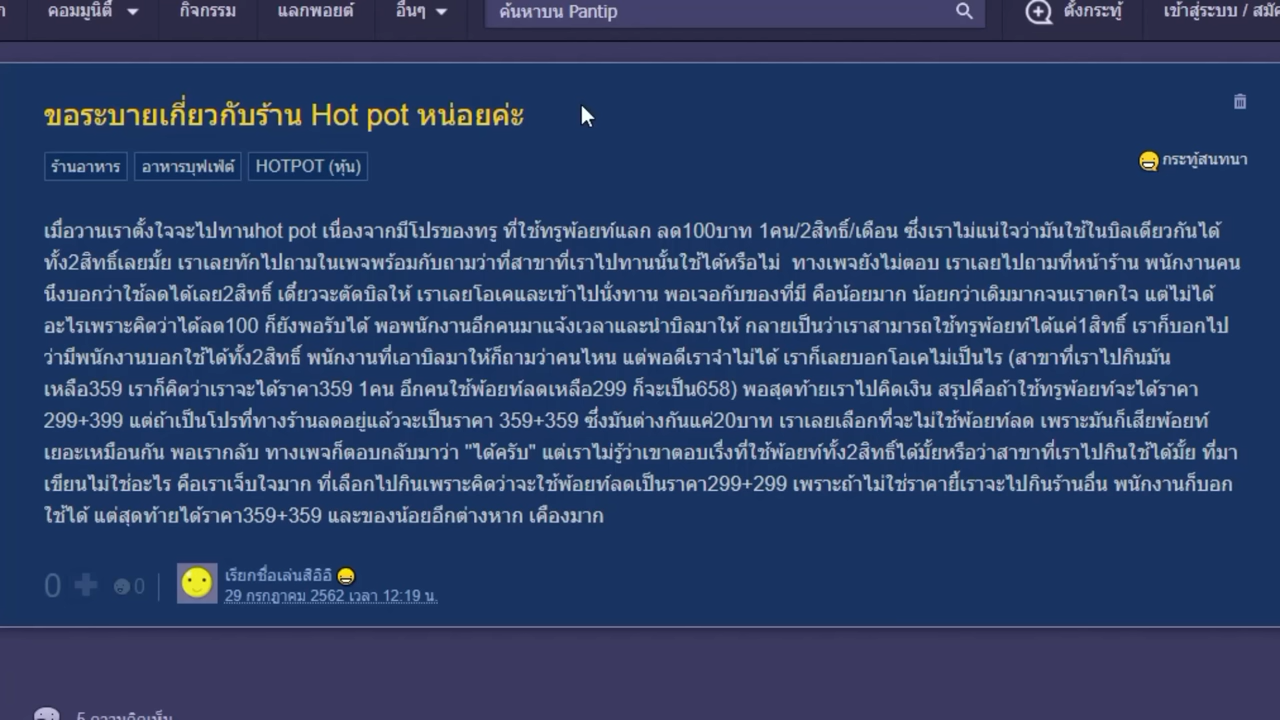 คอมมูนิตี้ กิจกรรม แลกพอยต์ อื่นๆ ค้นหาบน Pantip ตั้งกระทู้ เข้าสู่ระบบ / สมัค
ขอระบายเกี่ยวกับร้าน Hot pot หน่อยค่ะ
ร้านอาหาร อาหารบุฟเฟ่ต์ HOTPOT (หุ้น)
กระทู้สนทนา
เมื่อวานเราตั้งใจจะไปทานhot pot เนื่องจากมีโปรของทรู ที่ใช้ทรูพ้อยท์แลก ลด100บาท 1คน/2สิทธิ์/เดือน ซึ่งเราไม่แน่ใจว่ามันใช้ในบิลเดียวกันได้
ทั้ง2สิทธิ์เลยมั้ย เราเลยทักไปถามในเพจพร้อมกับถามว่าที่สาขาที่เราไปทานนั้นใช้ได้หรือไม่ ทางเพจยังไม่ตอบ เราเลยไปถามที่หน้าร้าน พนักงานคน
นึงบอกว่าใช้ลดได้เลย2สิทธิ์ เดี๋ยวจะตัดบิลให้ เราเลยโอเคและเข้าไปนั่งทาน พอเจอกับของที่มี คือน้อยมาก น้อยกว่าเดิมมากจนเราตกใจ แต่ไม่ได้
อะไรเพราะคิดว่าได้ลด100 ก็ยังพอรับได้ พอพนักงานอีกคนมาแจ้งเวลาและนำบิลมาให้ กลายเป็นว่าเราสามารถใช้ทรูพ้อยท์ได้แค่1สิทธิ์ เราก็บอกไป
ว่ามีพนักงานบอกใช้ได้ทั้ง2สิทธิ์ พนักงานที่เอาบิลมาให้ก็ถามว่าคนไหน แต่พอดีเราจำไม่ได้ เราก็เลยบอกโอเคไม่เป็นไร (สาขาที่เราไปกินมัน
เหลือ359 เราก็คิดว่าเราจะได้ราคา359 1คน อีกคนใช้พ้อยท์ลดเหลือ299 ก็จะเป็น658) พอสุดท้ายเราไปคิดเงิน สรุปคือถ้าใช้ทรูพ้อยท์จะได้ราคา
299+399 แต่ถ้าเป็นโปรที่ทางร้านลดอยู่แล้วจะเป็นราคา 359+359 ซึ่งมันต่างกันแค่20บาท เราเลยเลือกที่จะไม่ใช้พ้อยท์ลด เพราะมันก็เสียพ้อยท์
เยอะเหมือนกัน พอเรากลับ ทางเพจก็ตอบกลับมาว่า "ได้ครับ" แต่เราไม่รู้ว่าเขาตอบเรื่งที่ใช้พ้อยท์ทั้ง2สิทธิ์ได้มั้ยหรือว่าสาขาที่เราไปกินใช้ได้มั้ย ที่มา
เขียนไม่ใช่อะไร คือเราเจ็บใจมาก ที่เลือกไปกินเพราะคิดว่าจะใช้พ้อยท์ลดเป็นราคา299+299 เพราะถ้าไม่ใช่ราคายี้เราจะไปกินร้านอื่น พนักงานก็บอก
ใช้ได้ แต่สุดท้ายได้ราคา359+359 และของน้อยอีกต่างหาก เคืองมาก
0 0 เรียกชื่อเล่นสิอิอิ
29 กรกฎาคม 2562 เวลา 12:19 น.
5 ความคิดเห็น